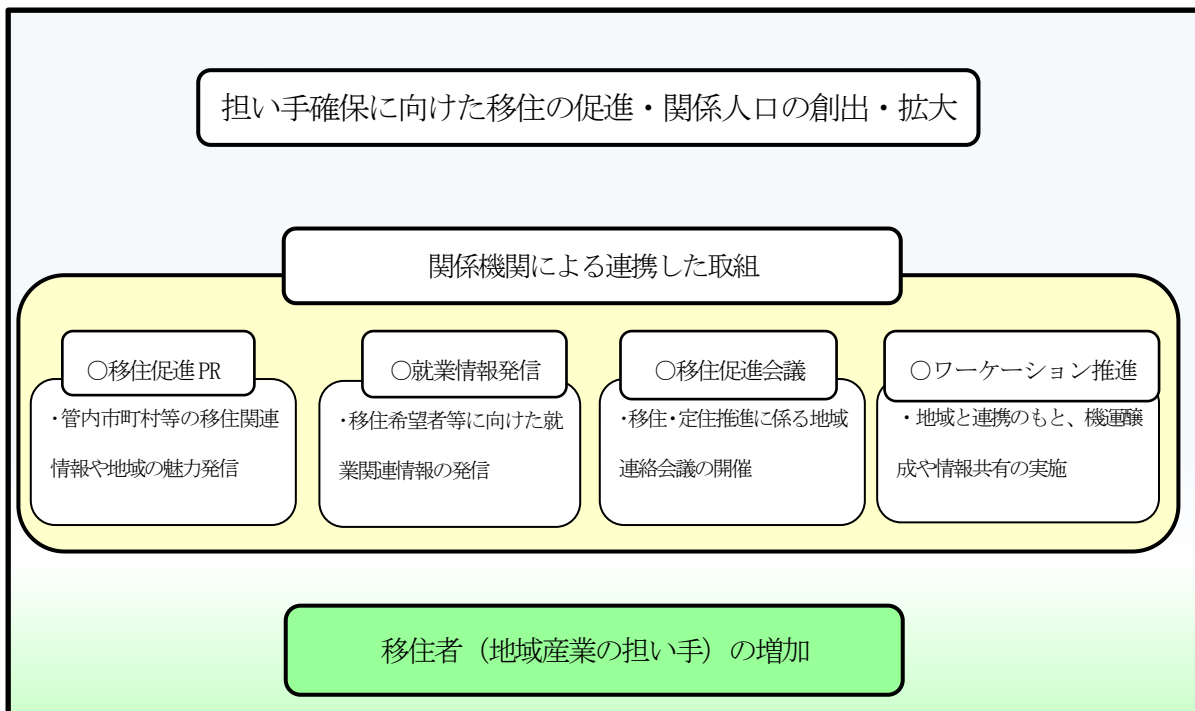 担い手確保に向けた移住の促進・関係人口の創出・拡大
関係機関による連携した取組
○移住促進PR
・管内市町村等の移住関連
情報や地域の魅力発信
○就業情報発信
・移住希望者等に向けた就
業関連情報の発信
○移住促進会議
・移住・定住推進に係る地域
連絡会議の開催
○ワーケーション推進
・地域と連携のもと、機運醸
成や情報共有の実施
移住者（地域産業の担い手）の増加